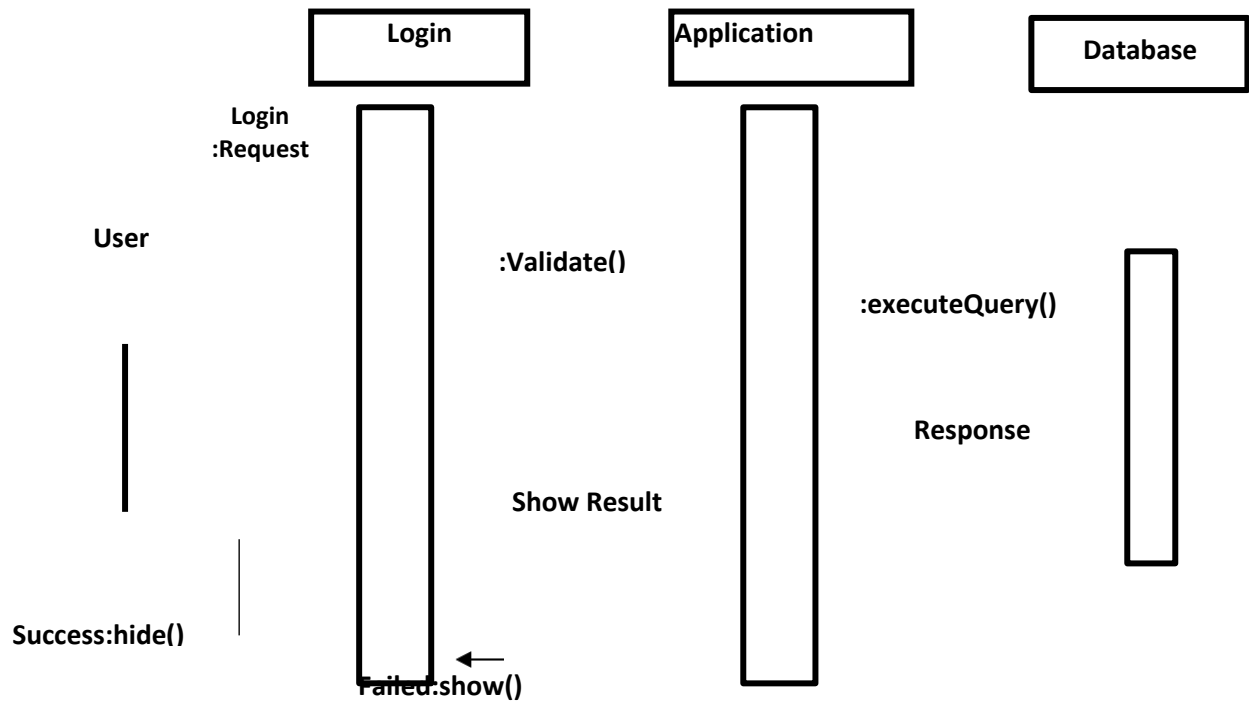 Login
Application
Database
Login
:Request
User
:Validate()
:executeQuery()
Response
Show Result
Success:hide()
Failed:show()